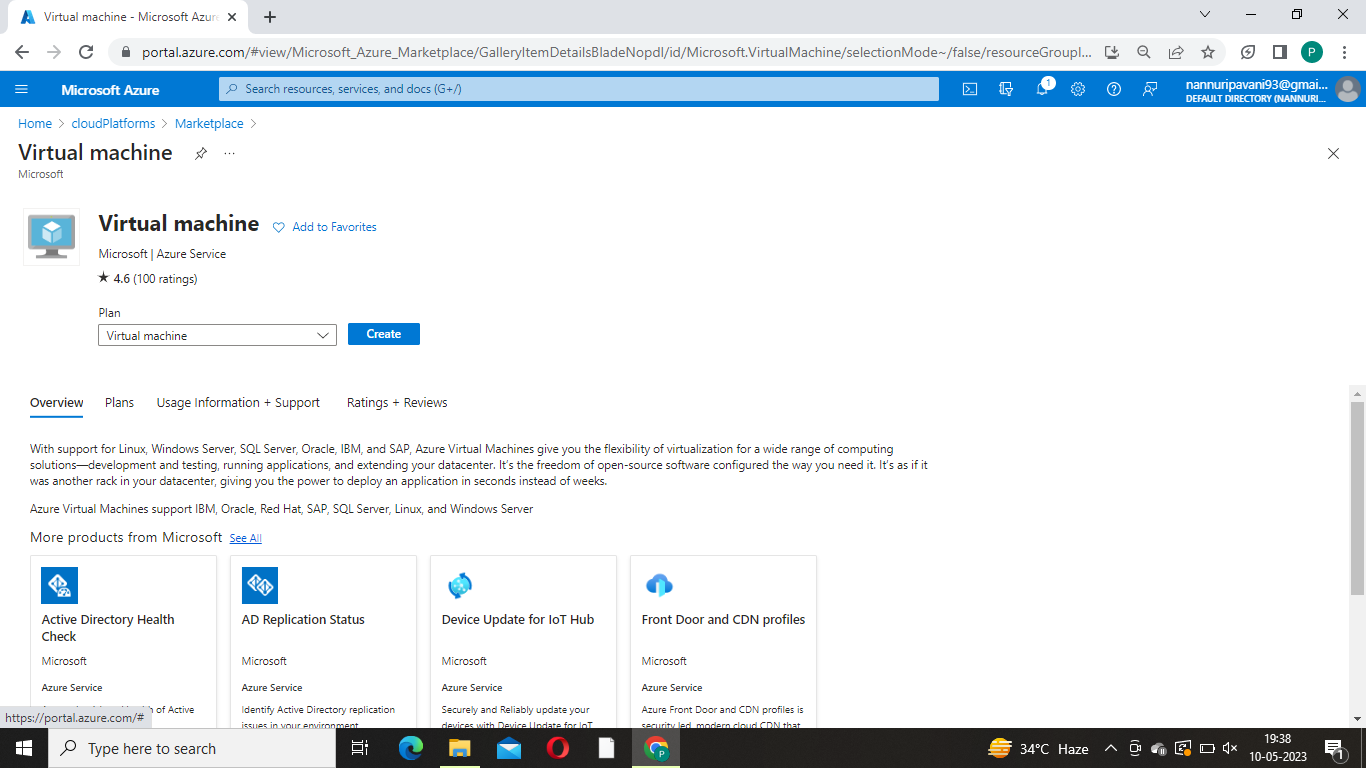 Virtual machine - Microsoft Azure
portal.azure.com/#view/Microsoft_Azure_Marketplace/GalleryItemDetailsBladeNopdl/id/Microsoft.VirtualMachine/selectionMode~/false/resourceGroupI...
P
Microsoft Azure
Search resources, services, and docs (G+/)
1
nannuripavani93@gmai...
DEFAULT DIRECTORY (NANNURI...
Home > cloudPlatforms > Marketplace >
Virtual machine
...
Microsoft
Virtual machine
Add to Favorites
Microsoft | Azure Service
★ 4.6 (100 ratings)
Plan
Virtual machine
Create
Overview Plans Usage Information + Support Ratings + Reviews
With support for Linux, Windows Server, SQL Server, Oracle, IBM, and SAP, Azure Virtual Machines give you the flexibility of virtualization for a wide range of computing
solutions—development and testing, running applications, and extending your datacenter. It's the freedom of open-source software configured the way you need it. It's as if it
was another rack in your datacenter, giving you the power to deploy an application in seconds instead of weeks.
Azure Virtual Machines support IBM, Oracle, Red Hat, SAP, SQL Server, Linux, and Windows Server
More products from Microsoft See All
Active Directory Health
Check
Microsoft
Azure Service
of Active
AD Replication Status
Microsoft
Azure Service
Identify Active Directory replication
issues in your environment
Device Update for IoT Hub
Microsoft
Azure Service
Securely and Reliably update your
devices with Device Update for IoT
Front Door and CDN profiles
Microsoft
Azure Service
Azure Front Door and CDN profiles is
security led, modern cloud CDN that
https://portal.azure.com/#
Type here to search
P
34°C Haze
19:38
10-05-2023
1